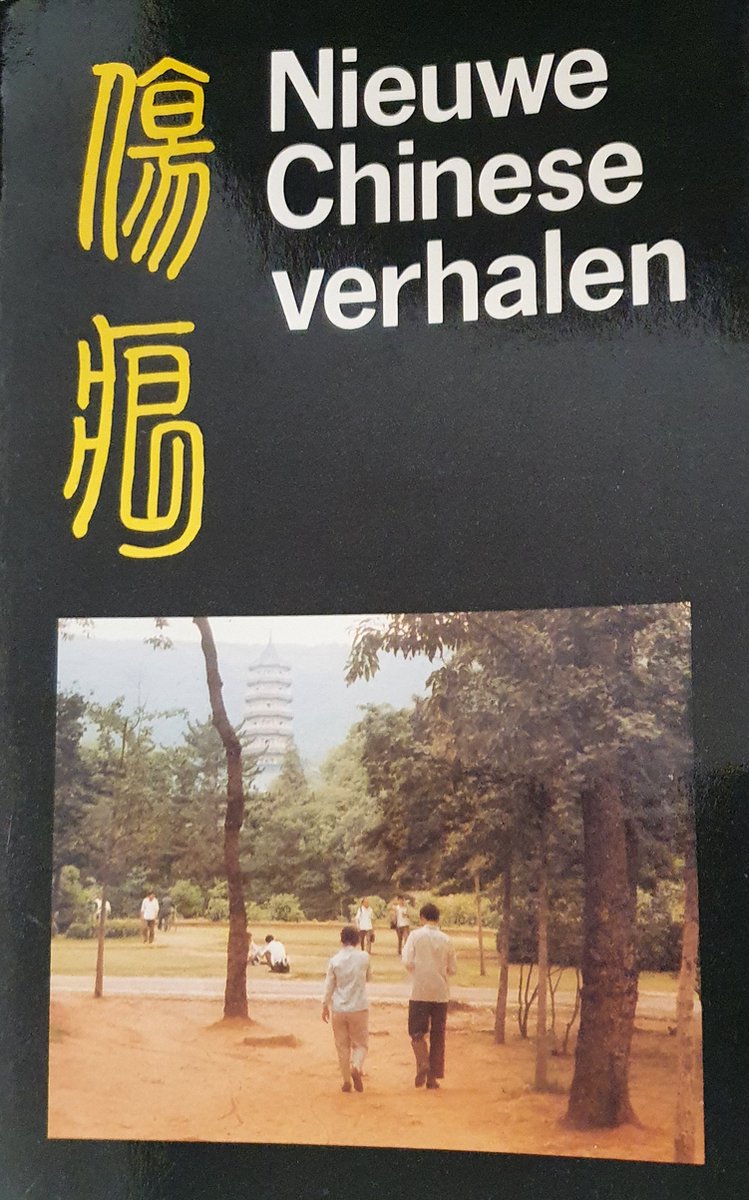 傷痕
Nieuwe
Chinese
verhalen